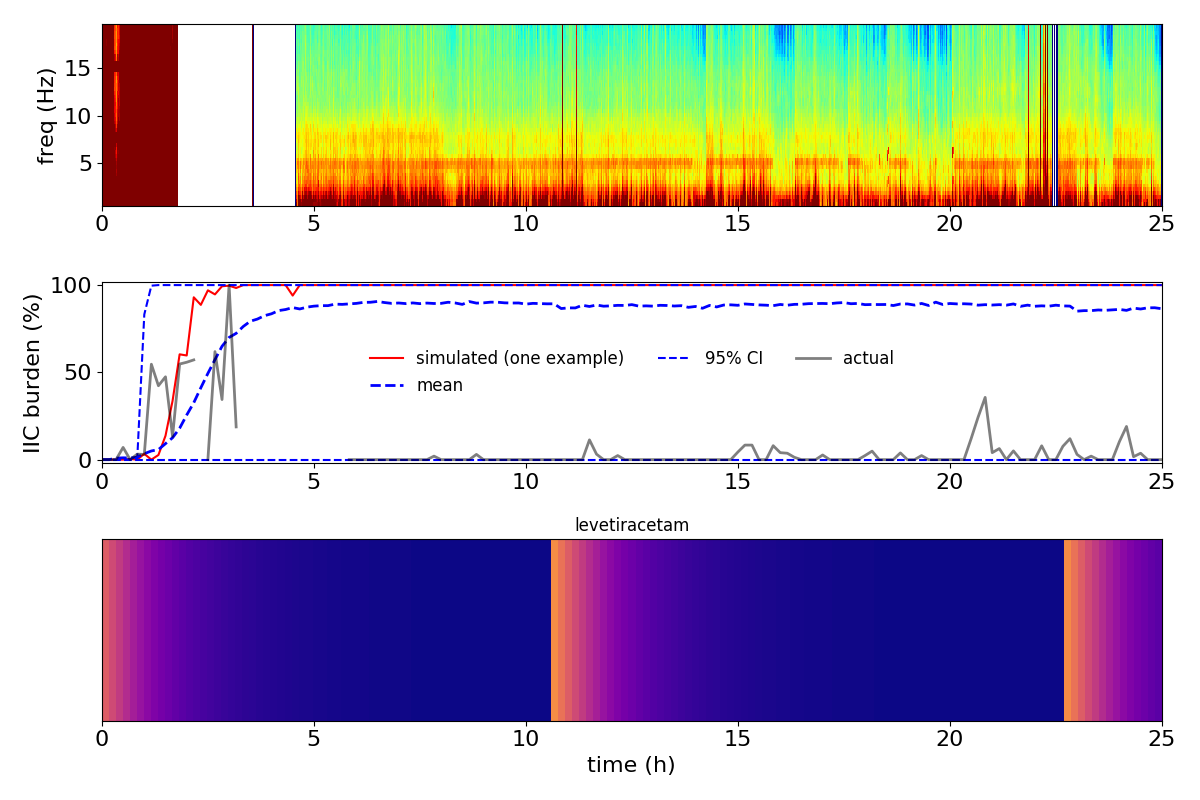 freq (Hz)
15
10
5
0 5 10 15 20 25
IIC burden (%)
100
50
0
simulated (one example) 95% CI actual
mean
0 5 10 15 20 25
levetiracetam
0 5 10 15 20 25
time (h)